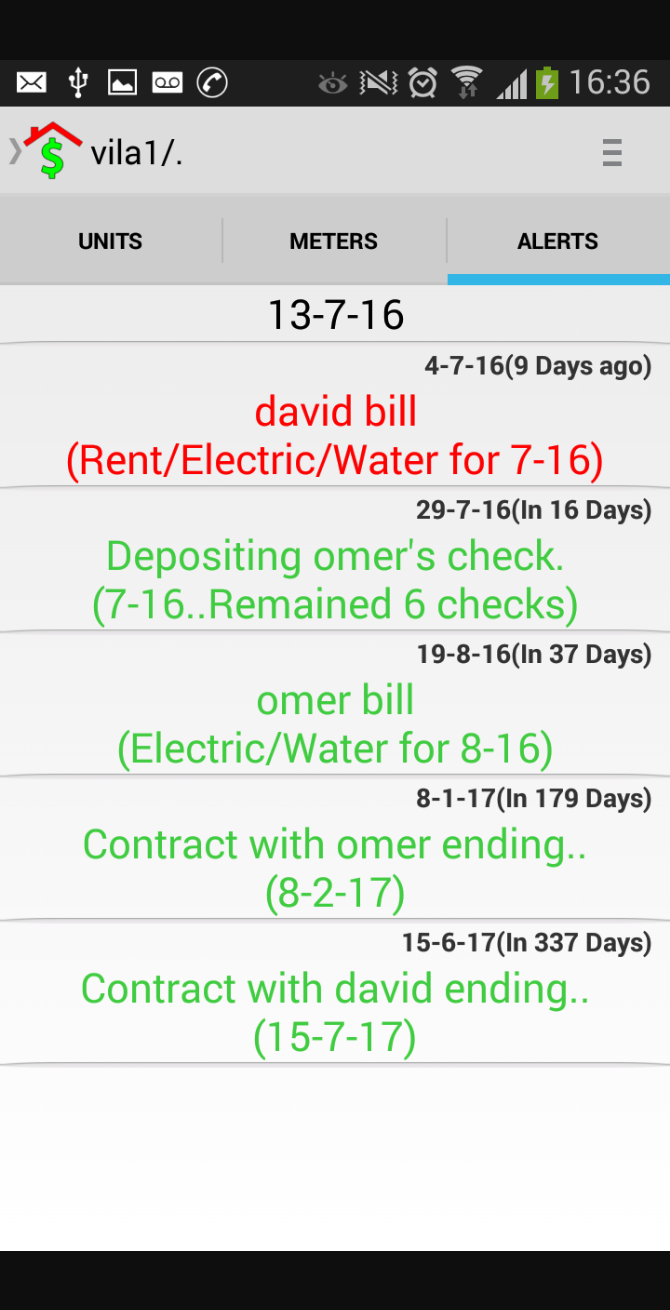 16:36
vila1/.
UNITS
METERS
ALERTS
13-7-16
4-7-16(9 Days ago)
david bill
(Rent/Electric/Water for 7-16)
29-7-16(In 16 Days)
Depositing omer's check.
(7-16..Remained 6 checks)
19-8-16(In 37 Days)
omer bill
(Electric/Water for 8-16)
8-1-17(In 179 Days)
Contract with omer ending..
(8-2-17)
15-6-17(In 337 Days)
Contract with david ending..
(15-7-17)